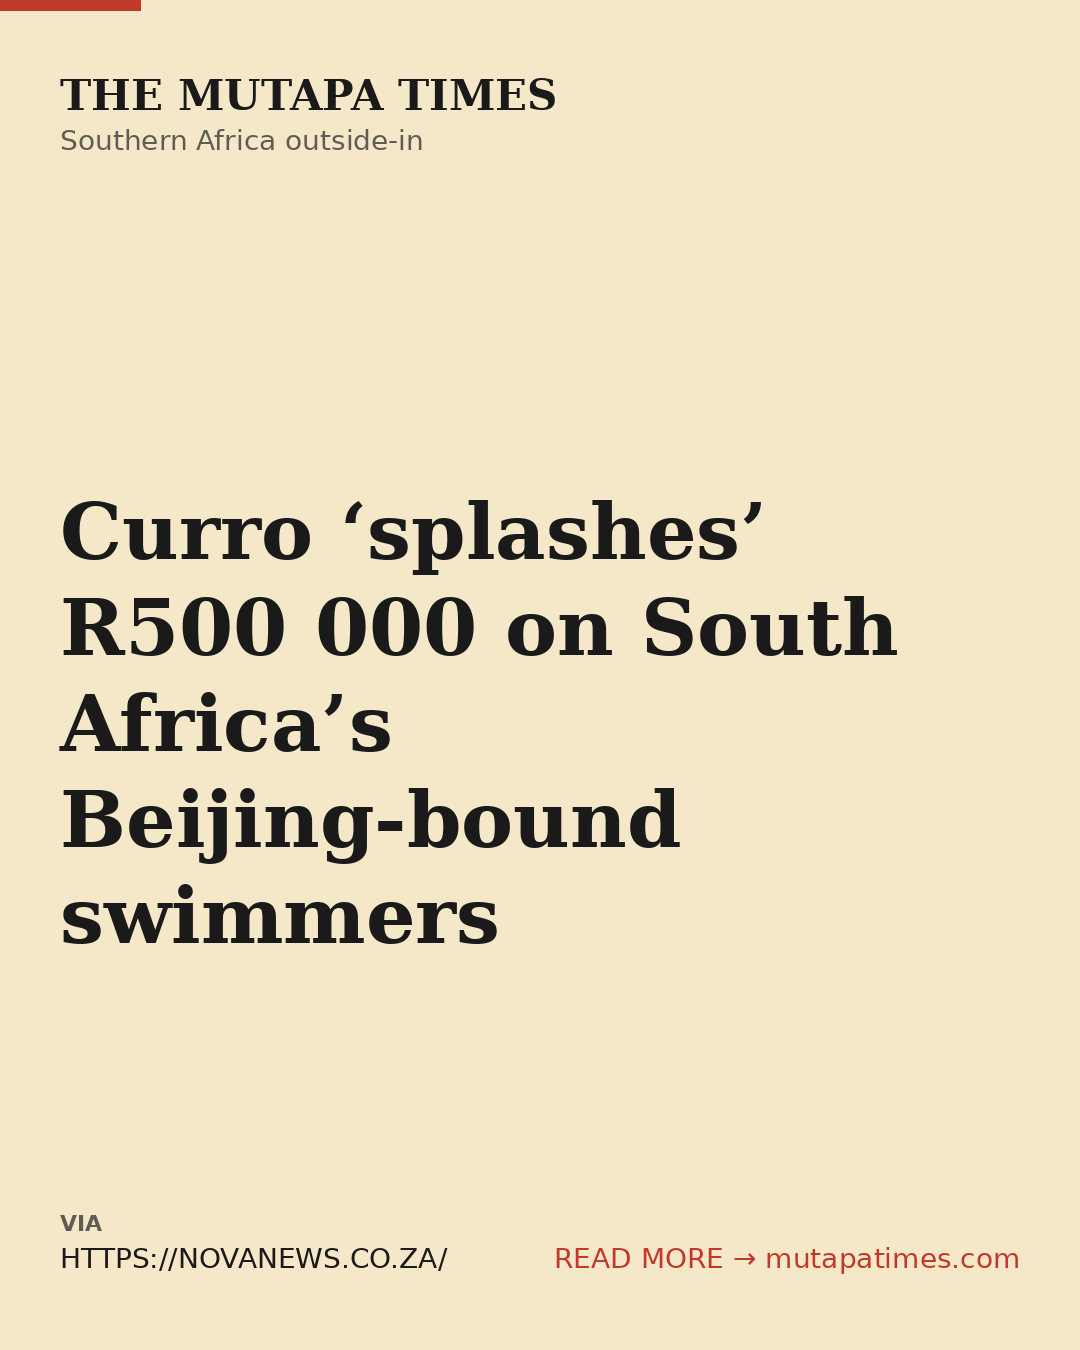 THE MUTAPA TIMES
Southern Africa outside-in
Curro ‘splashes’
R500 000 on South
Africa’s
Beijing-bound
swimmers
VIA
HTTPS://NOVANEWS.CO.ZA/
READ MORE → mutapatimes.com